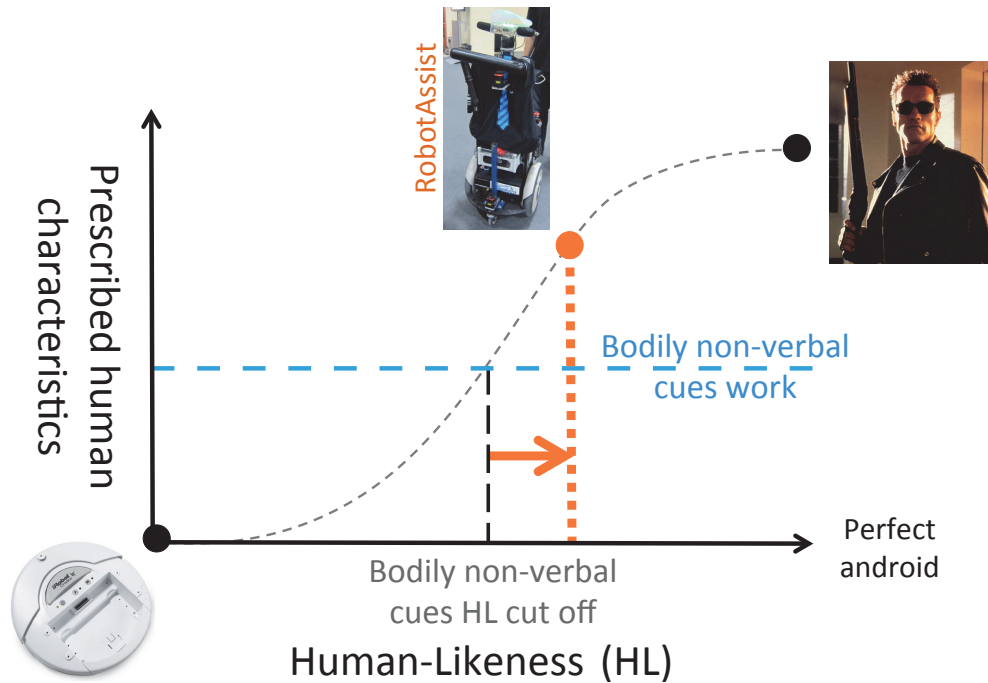 RobotAssist
Prescribed human
characteristics
Bodily non-verbal
cues work
Perfect
android
Bodily non-verbal
cues HL cut off
Human-Likeness (HL)
iRobot